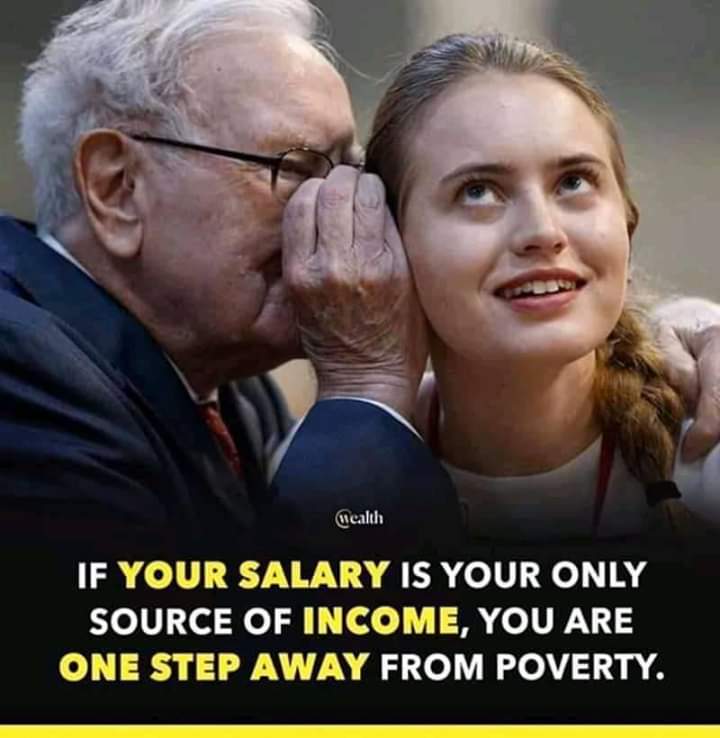 @wealth
IF YOUR SALARY IS YOUR ONLY
SOURCE OF INCOME, YOU ARE
ONE STEP AWAY FROM POVERTY.